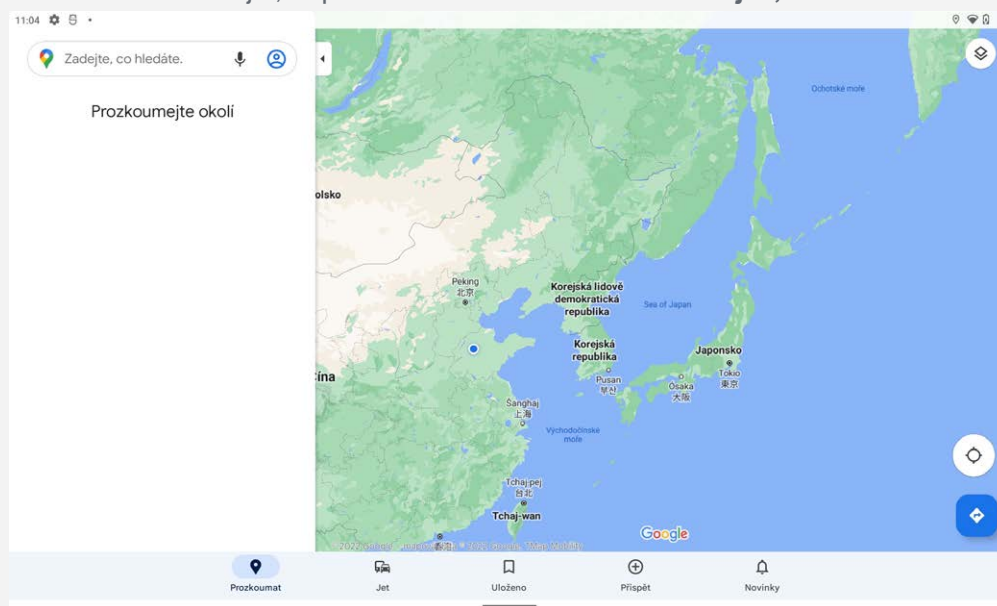 11:04
Zadejte, co hledáte.
Prozkoumejte okolí
Ochotské moře
olsko
Peking
北京
Korejská lidově
demokratická
republika
Sea of Japan
Korejská
republika
Japonsko
Pusan
부산
Ósaka
大阪
Tokio
東京
ína
Šanghaj
上海
Východočínské
moře
Tchaj-pej
台北
Tchaj-wan
Google
Prozkoumat
Jet
Uloženo
Přispět
Novinky